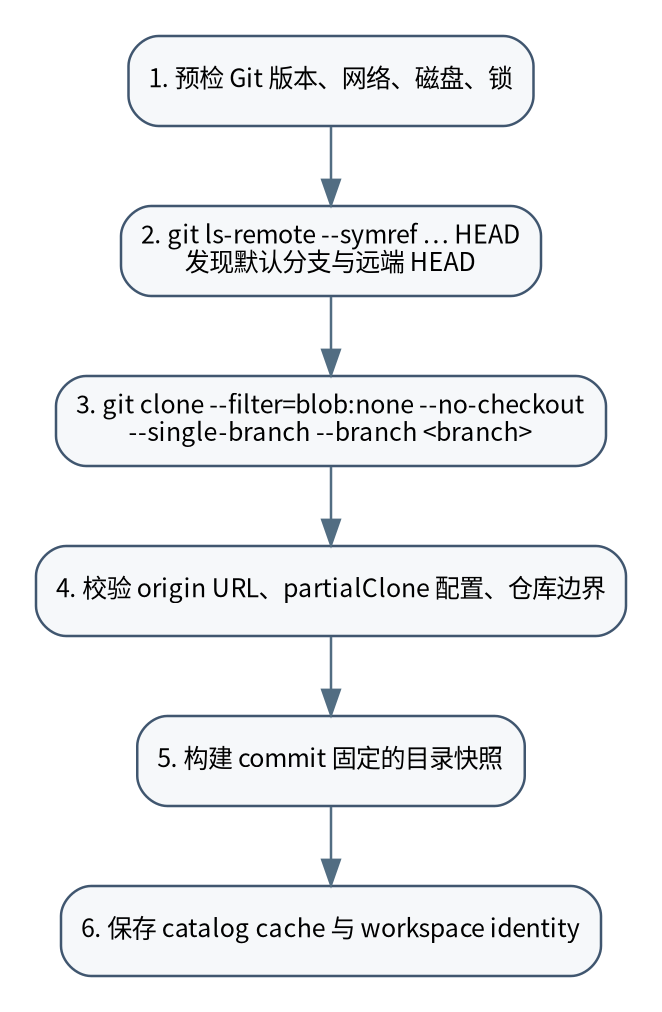 1. 预检 Git 版本、网络、磁盘、锁
2. git ls-remote --symref … HEAD
发现默认分支与远端 HEAD
3. git clone --filter=blob:none --no-checkout
--single-branch --branch <branch>
4. 校验 origin URL、partialClone 配置、仓库边界
5. 构建 commit 固定的目录快照
6. 保存 catalog cache 与 workspace identity